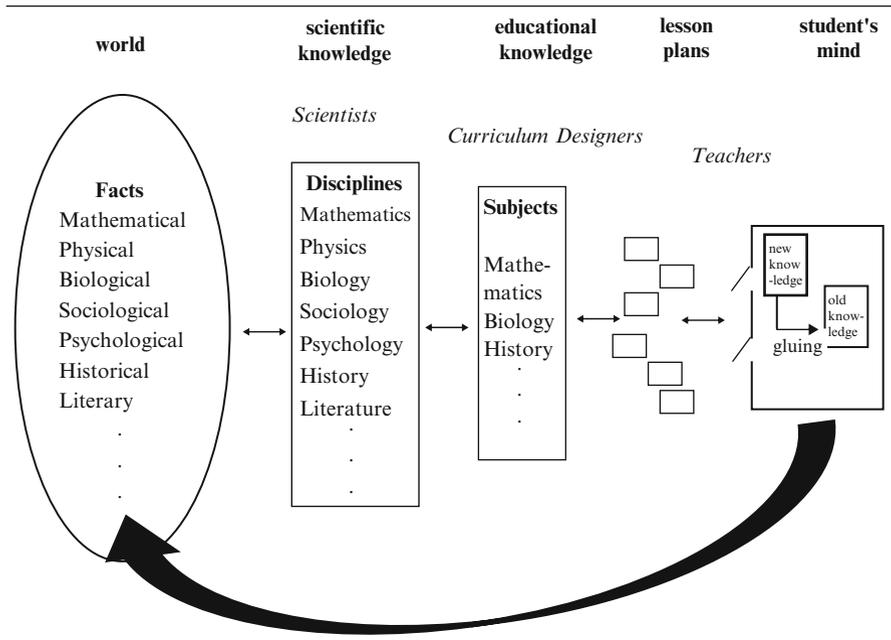 world
scientific
knowledge
educational
knowledge
lesson
plans
student's
mind
Scientists
Curriculum Designers
Teachers
Facts
Mathematical
Physical
Biological
Sociological
Psychological
Historical
Literary
.
.
.
Disciplines
Mathematics
Physics
Biology
Sociology
Psychology
History
Literature
.
.
.
Subjects
Mathe-
matics
Biology
History
.
.
.
new
know
-ledge
old
know-
ledge
gluing